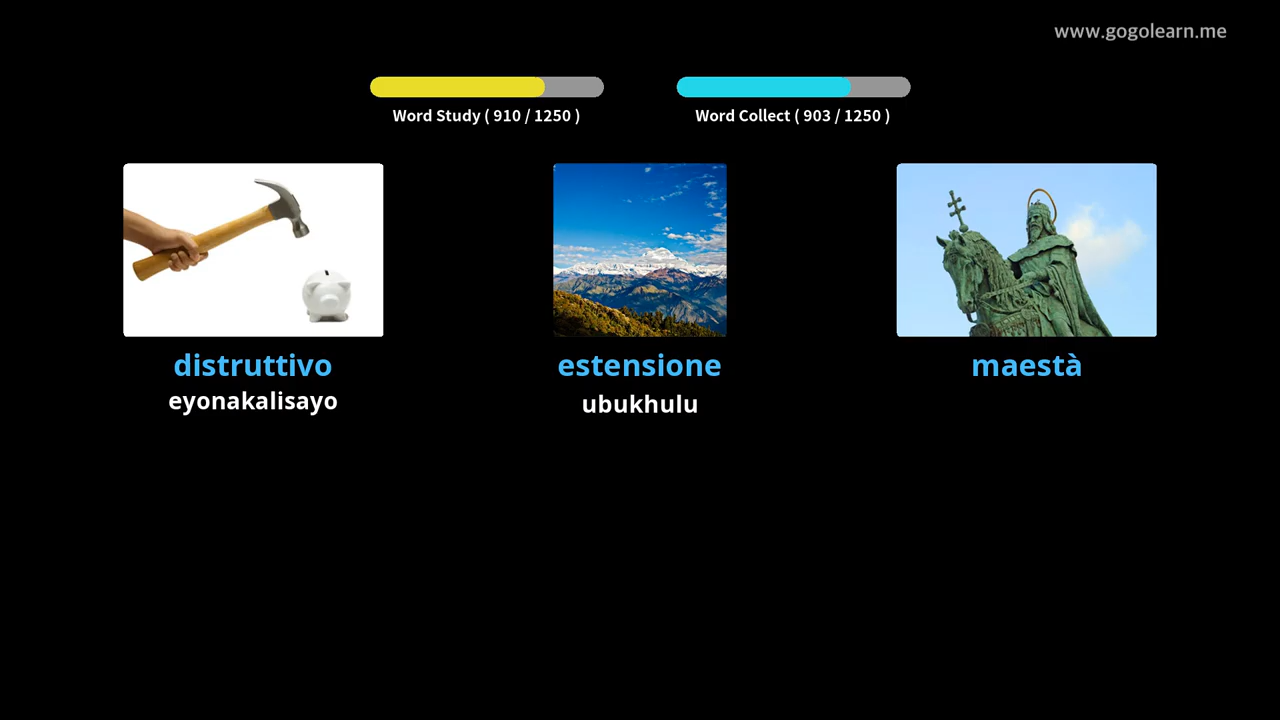 www.gogolearn.me
Word Study ( 910 / 1250 )
Word Collect ( 903 / 1250 )
distruttivo
estensione
maestà
eyonakalisayo
ubukhulu